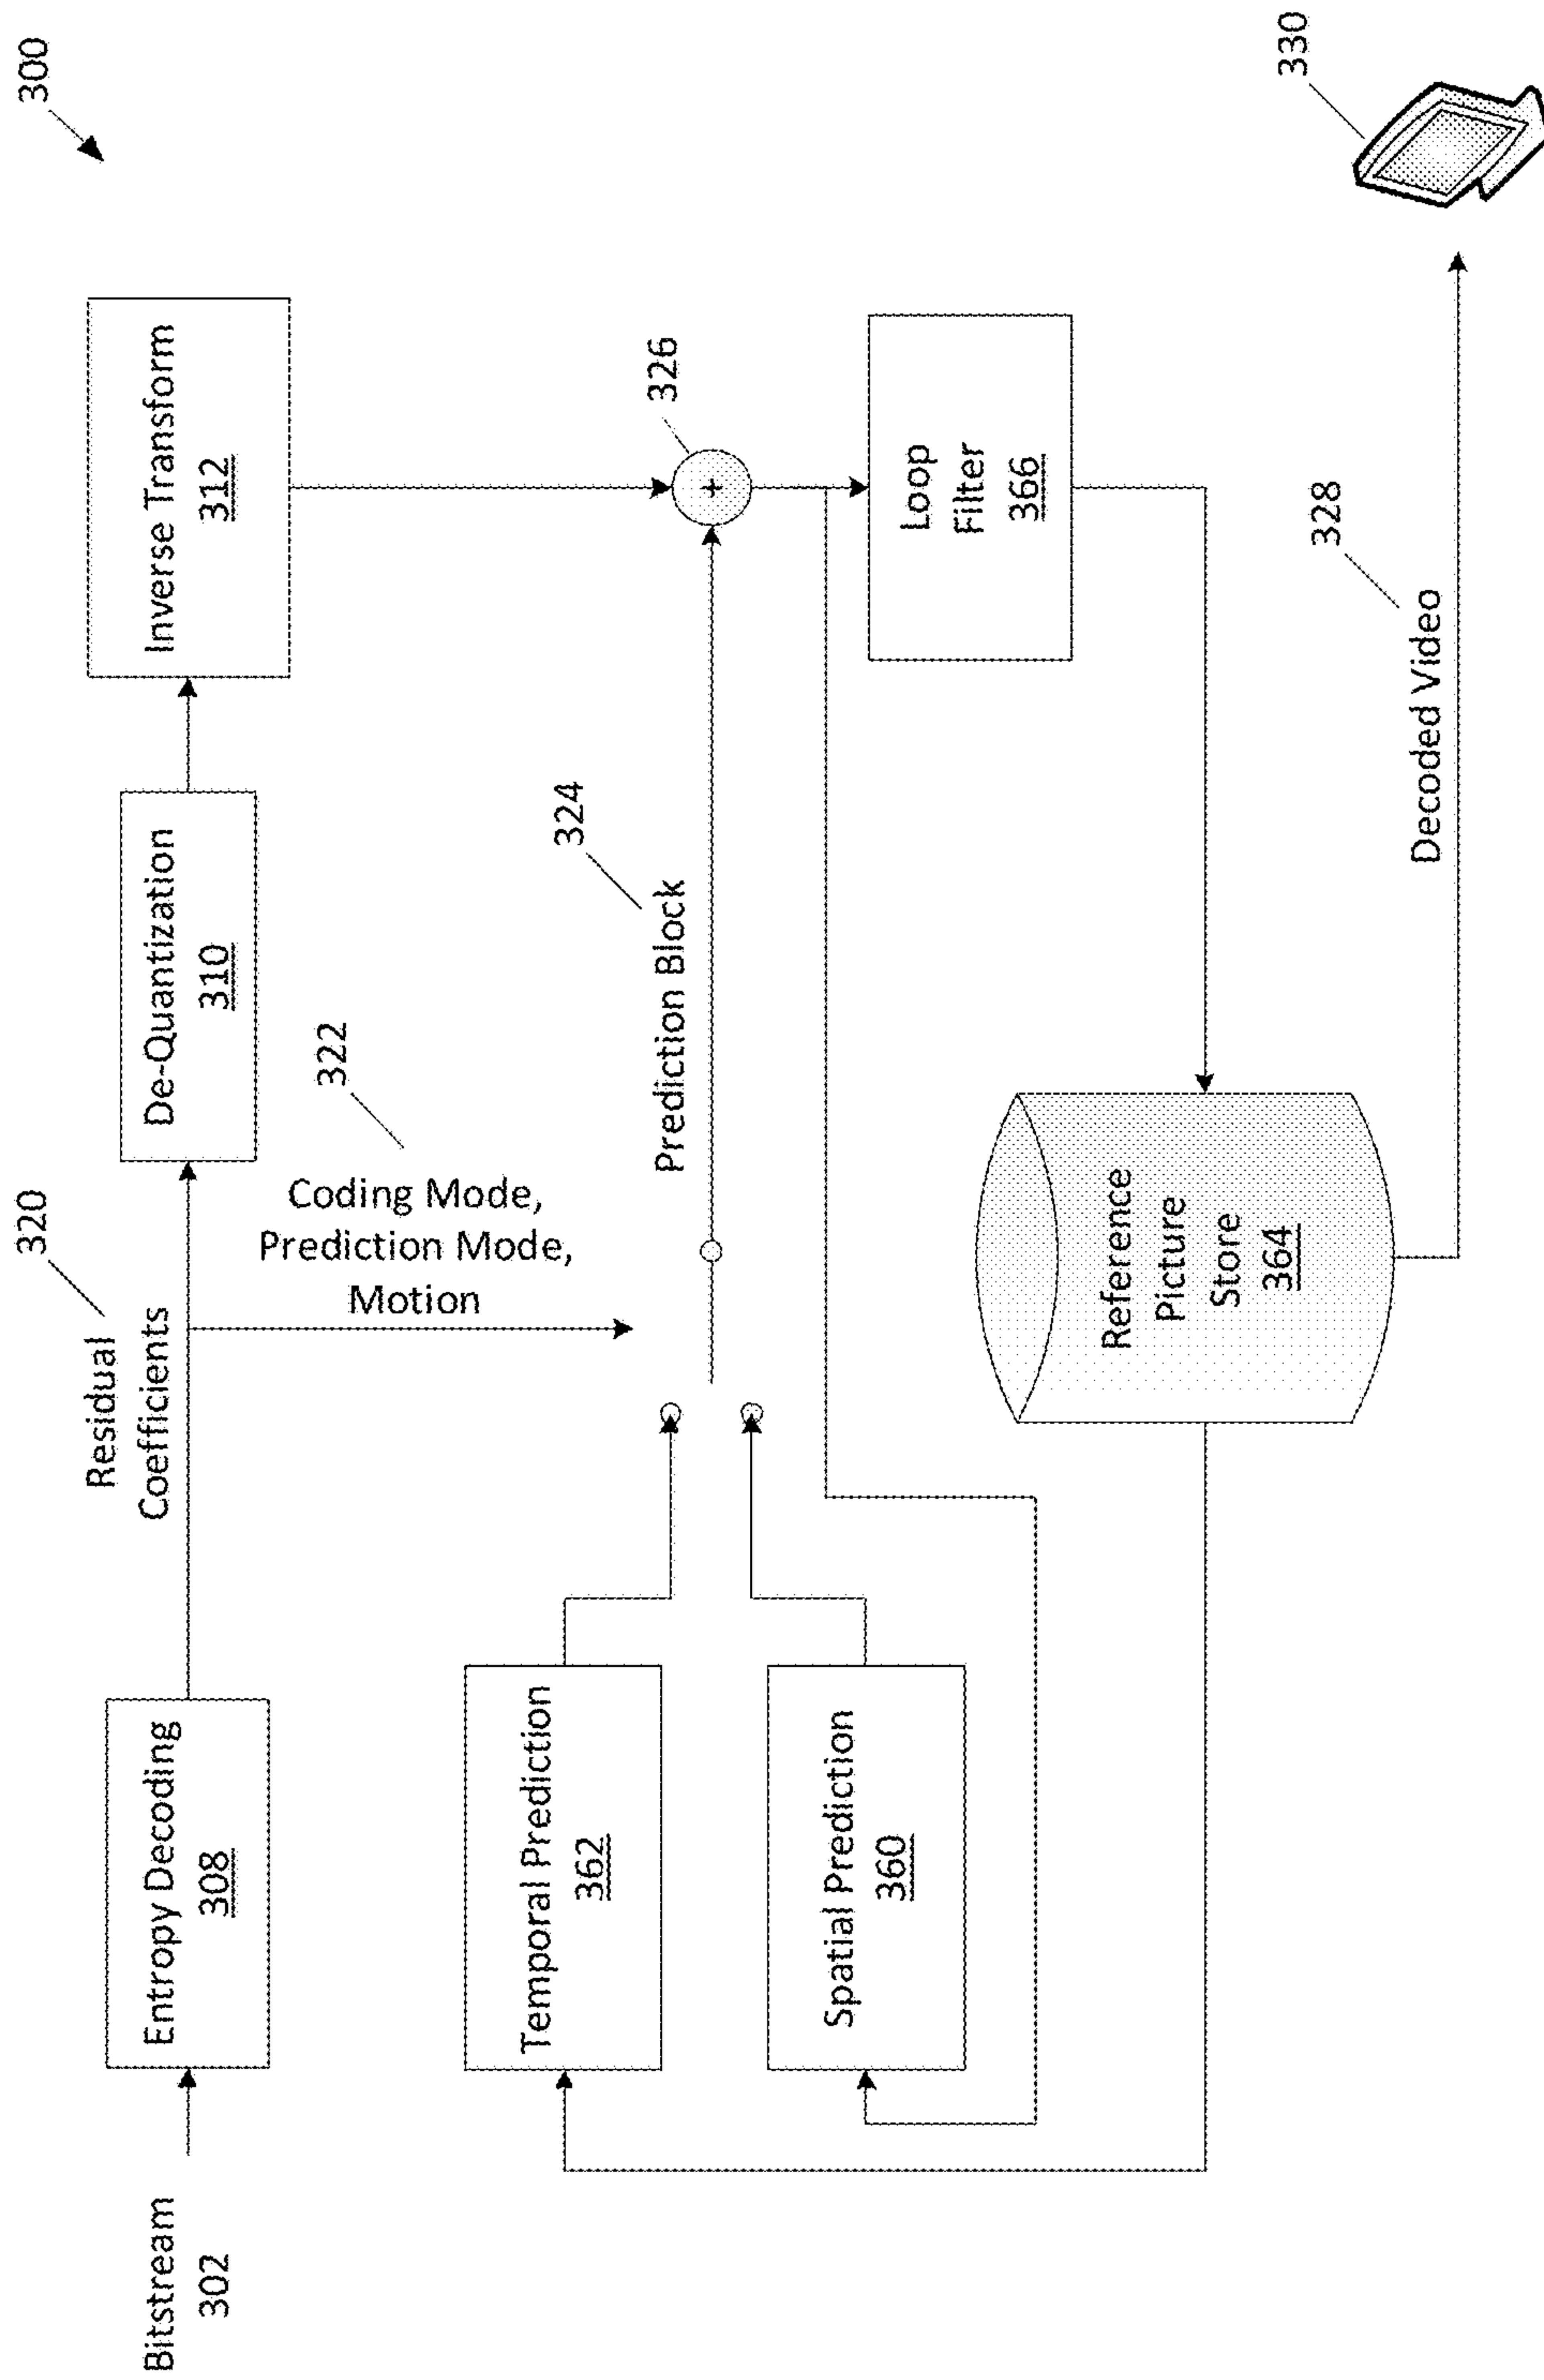 300
Bitstream
302
Entropy Decoding
308
Residual
Coefficients
320
De-Quantization
310
Inverse Transform
312
Coding Mode,
Prediction Mode,
Motion
322
Temporal Prediction
362
Spatial Prediction
360
Prediction Block
324
+
326
Loop
Filter
366
Reference
Picture
Store
364
Decoded Video
328
330